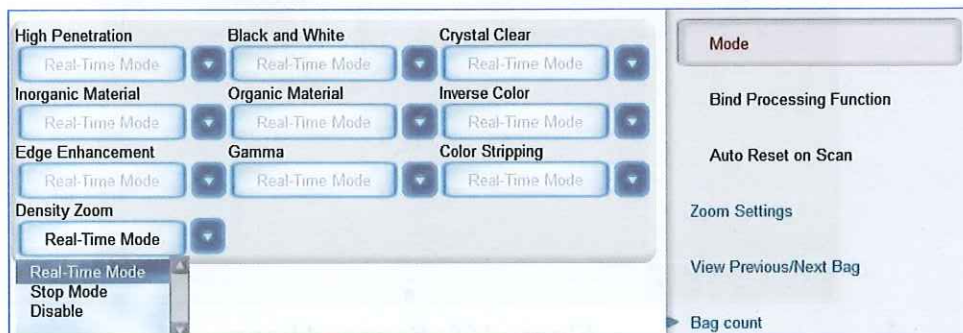 High Penetration Black and White Crystal Clear
Real-Time Mode Real-Time Mode Real-Time Mode
Inorganic Material Organic Material Inverse Color
Real-Time Mode Real-Time Mode Real-Time Mode
Edge Enhancement Gamma Color Stripping
Real-Time Mode Real-Time Mode Real-Time Mode
Density Zoom
Real-Time Mode
Real-Time Mode
Stop Mode
Disable
Mode
Bind Processing Function
Auto Reset on Scan
Zoom Settings
View Previous/Next Bag
Bag count